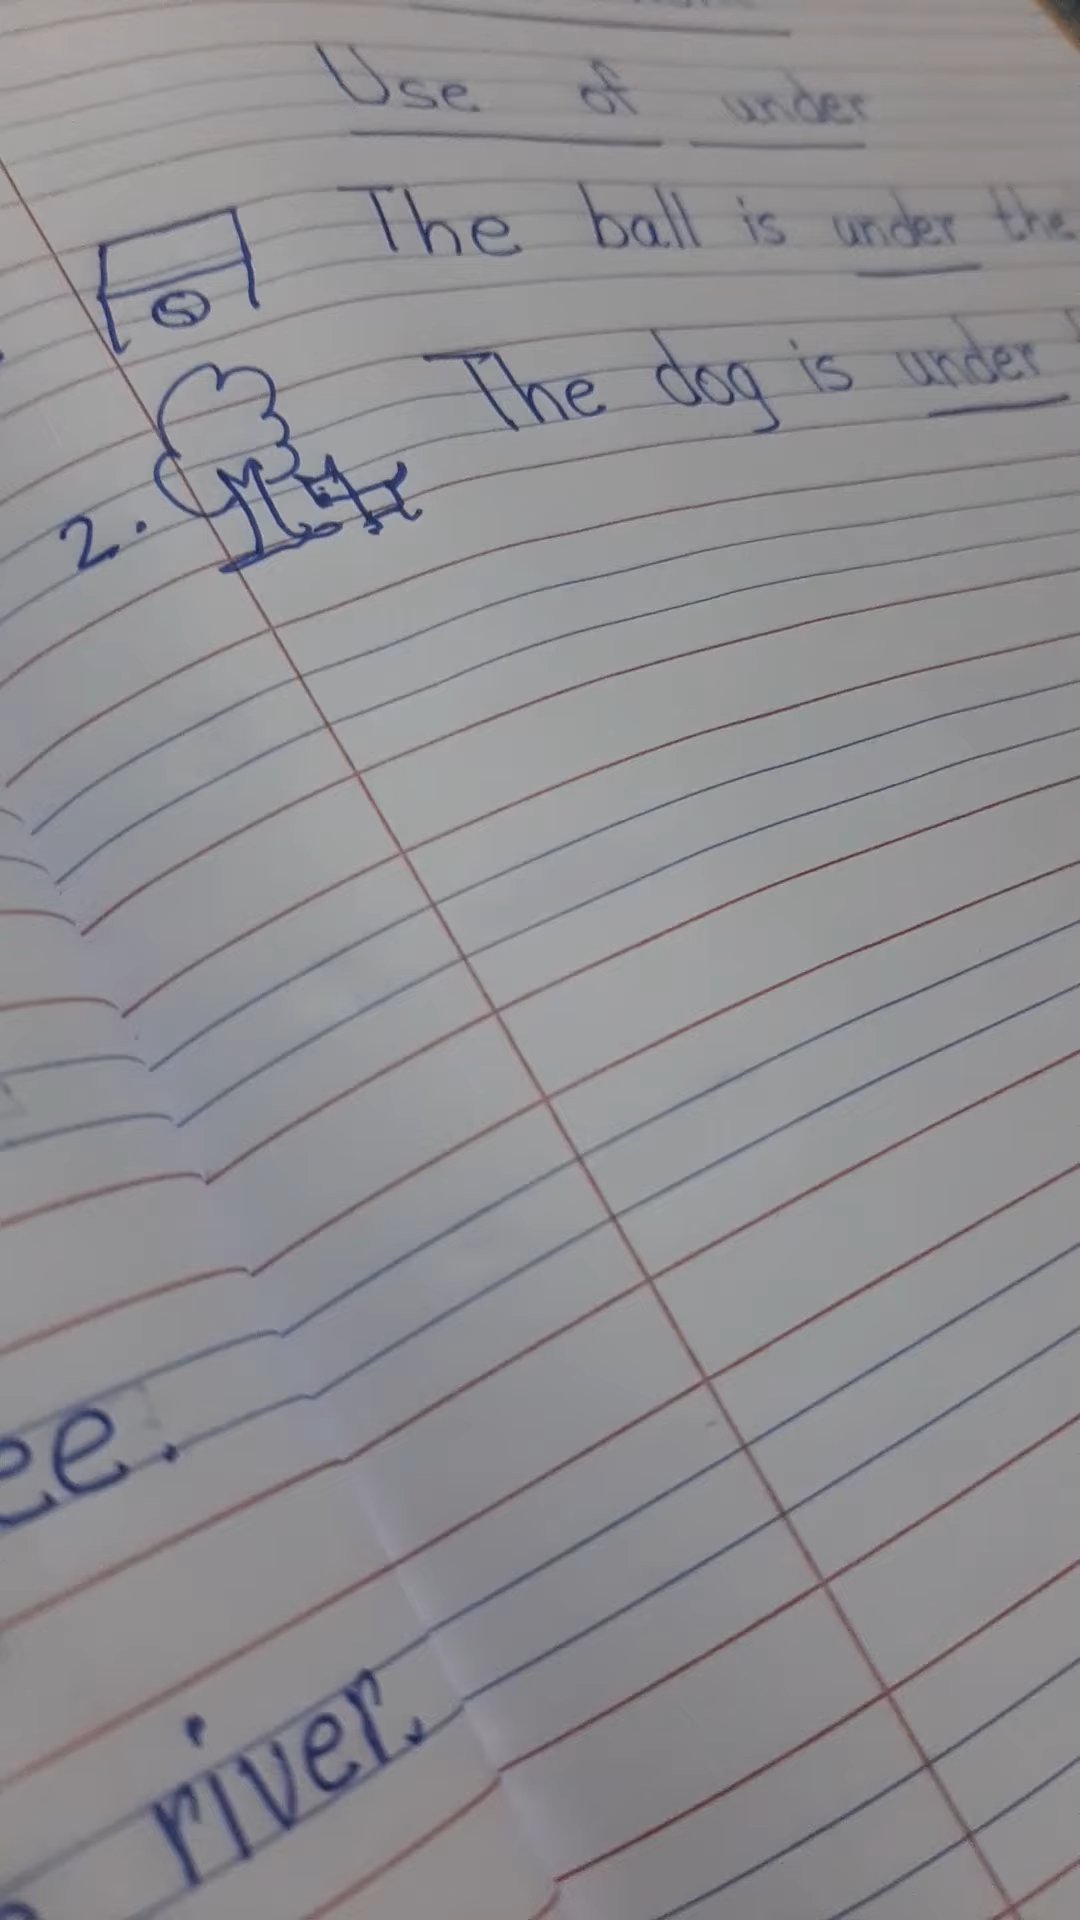 Use of under
The ball is under the
The dog is under
2.
ee.
river.